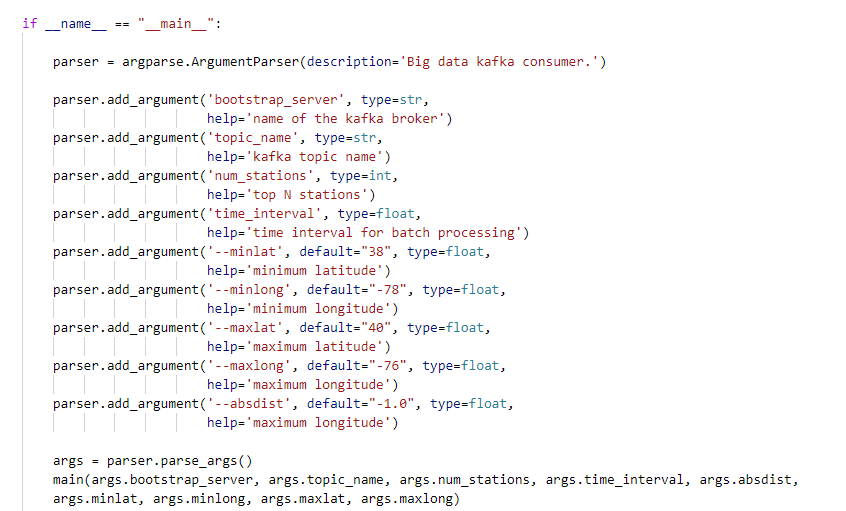 if __name__ == "__main__":
parser = argparse.ArgumentParser(description='Big data kafka consumer.')
parser.add_argument('bootstrap_server', type=str,
help='name of the kafka broker')
parser.add_argument('topic_name', type=str,
help='kafka topic name')
parser.add_argument('num_stations', type=int,
help='top N stations')
parser.add_argument('time_interval', type=float,
help='time interval for batch processing')
parser.add_argument('--minlat', default="38", type=float,
help='minimum latitude')
parser.add_argument('--minlong', default="-78", type=float,
help='minimum longitude')
parser.add_argument('--maxlat', default="40", type=float,
help='maximum latitude')
parser.add_argument('--maxlong', default="-76", type=float,
help='maximum longitude')
parser.add_argument('--absdist', default="-1.0", type=float,
help='maximum longitude')
args = parser.parse_args()
main(args.bootstrap_server, args.topic_name, args.num_stations, args.time_interval, args.absdist,
args.minlat, args.minlong, args.maxlat, args.maxlong)